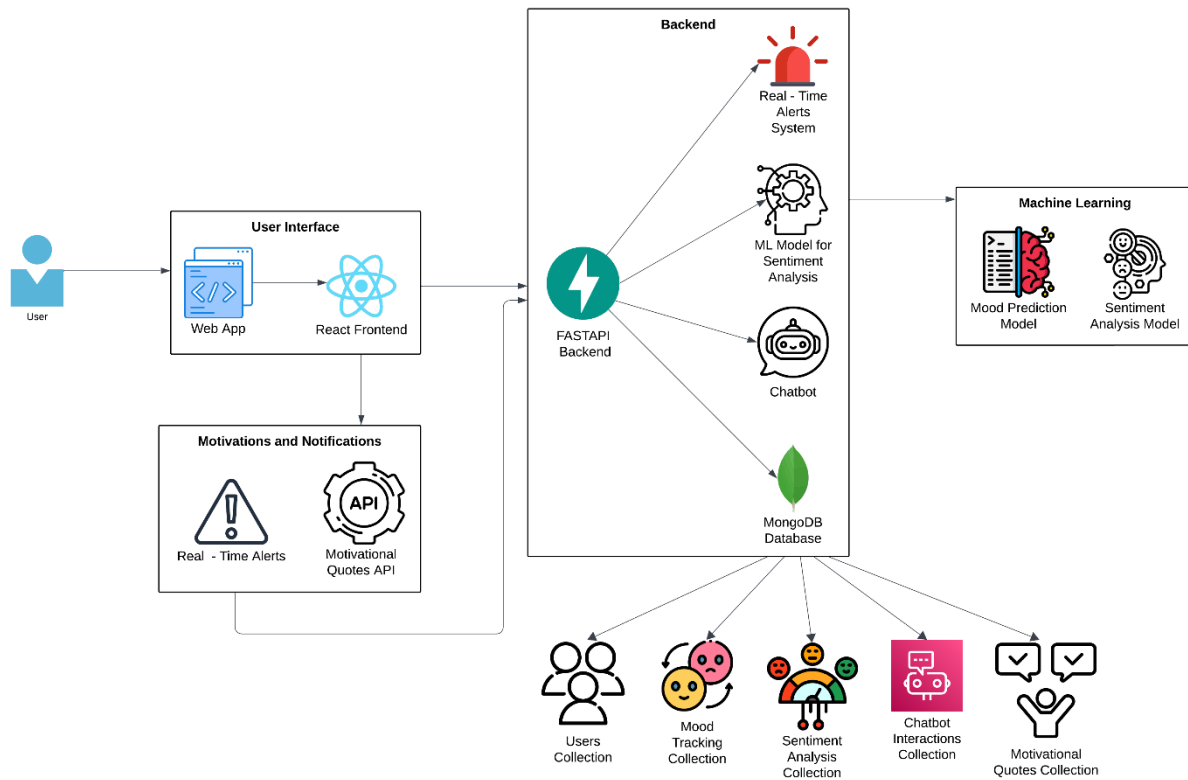 Backend
Real - Time
Alerts
System
ML Model for
Sentiment
Analysis
FASTAPI
Backend
Chatbot
MongoDB
Database
User
User Interface
</>
Web App
React Frontend
Motivations and Notifications
Real - Time Alerts
API
Motivational
Quotes API
Machine Learning
Mood Prediction
Model
Sentiment
Analysis Model
Users
Collection
Mood
Tracking
Collection
Sentiment
Analysis
Collection
Chatbot
Interactions
Collection
Motivational
Quotes Collection